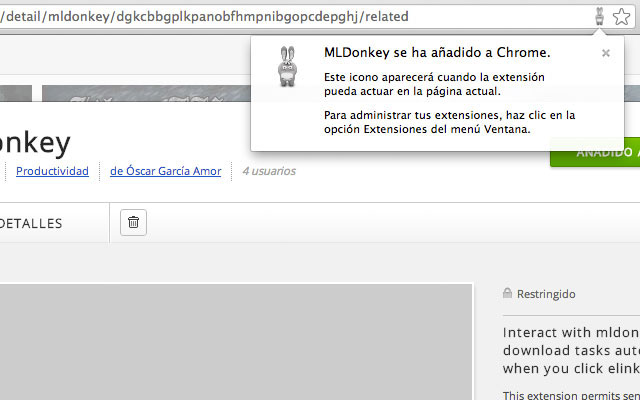 /detail/mldonkey/dgkcbbgplkpanobfhmpnibgopcdepghj/related
MLDonkey se ha añadido a Chrome.
Este icono aparecerá cuando la extensión
pueda actuar en la página actual.
Para administrar tus extensiones, haz clic en la
opción Extensiones del menú Ventana.
onkey
AÑADIDO A
Productividad
de Óscar García Amor
4 usuarios
DETALLES
Restringido
Interact with mldon
download tasks auto
when you click elink
This extension permits sen